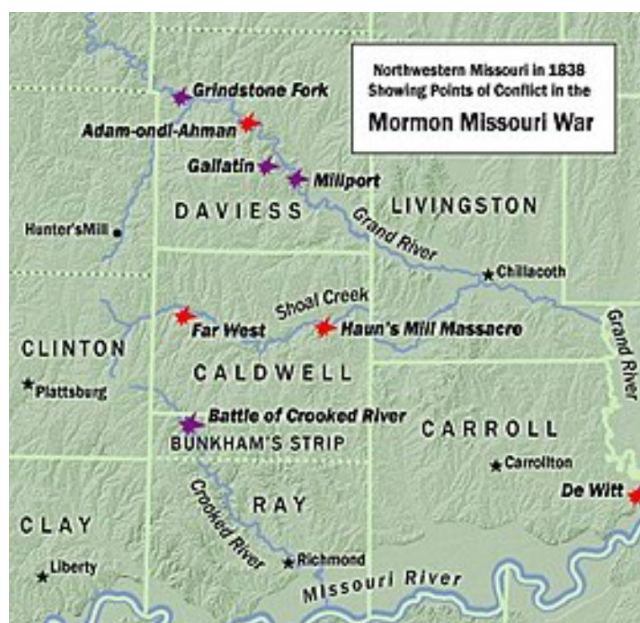 Northwestern Missouri in 1838
Showing Points of Conflict in the
Mormon Missouri War
Grindstone Fork
Adam-ondi-Ahman
Gallatin
Millport
DAVIESS
LIVINGSTON
Hunter'sMill
Grand River
Chillacoth
Shoal Creek
Far West
Haun's Mill Massacre
Grand River
CLINTON
CALDWELL
Plattsburg
Battle of Crooked River
BUNKHAM'S STRIP
CARROLL
Carrollton
De Witt
RAY
Crooked River
CLAY
Richmond
Liberty
Missouri River